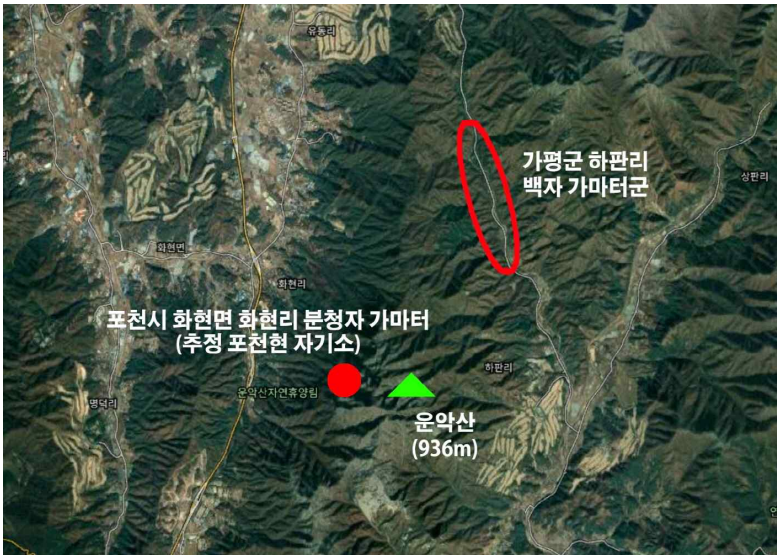 유동리
가평군 하판리
백자 가마터군
상판리
리
화현면
화현리
포천시 화현면 화현리 분청자 가마터
(추정 포천현 자기소)
하판리
운악산자연휴양림
명덕리
운악산
(936m)